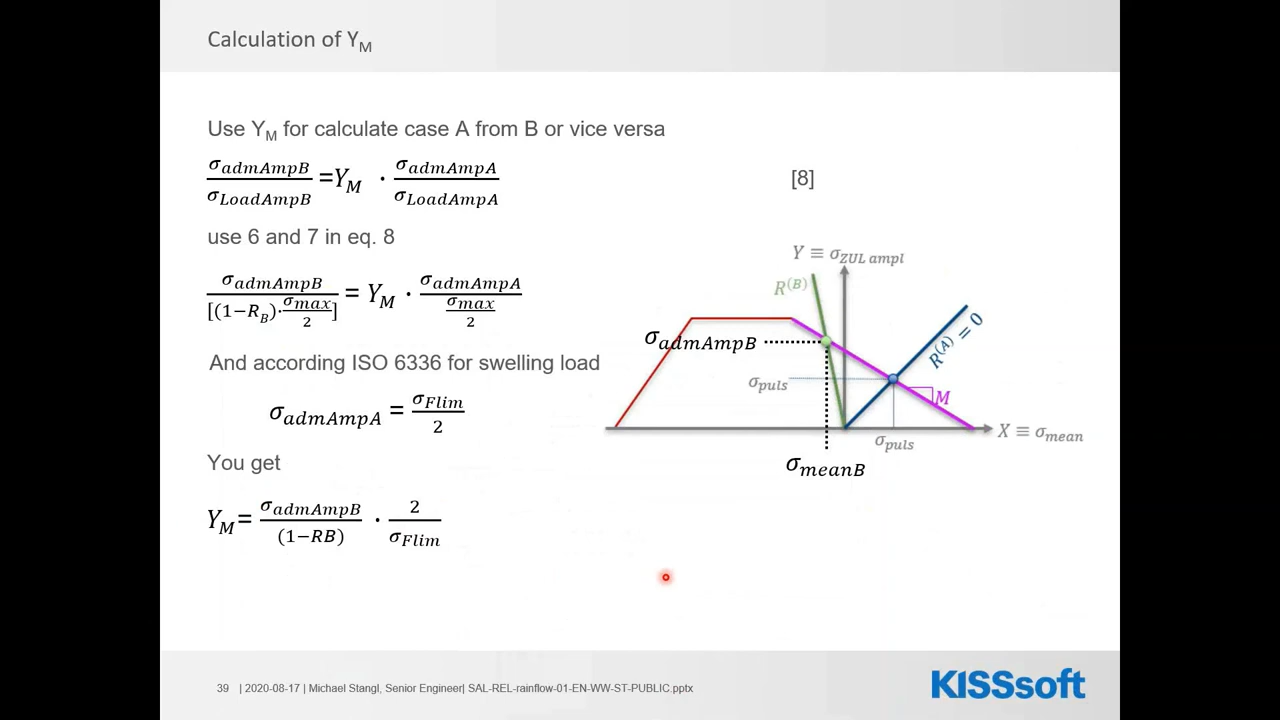 Calculation of Y_M
Use Y_M for calculate case A from B or vice versa
σ_admAmpB / σ_LoadAmpB = Y_M · σ_admAmpA / σ_LoadAmpA
[8]
use 6 and 7 in eq. 8
σ_admAmpB / [(1−R_B)·σ_max/2] = Y_M · σ_admAmpA / (σ_max/2)
And according ISO 6336 for swelling load
σ_admAmpA = σ_Flim / 2
You get
Y_M= σ_admAmpB / (1−RB) · 2 / σ_Flim
Y ≡ σ_ZUL ampl
R^(B)
R^(A) = 0
σ_admAmpB
σ_puls
M
X ≡ σ_mean
σ_puls
σ_meanB
39 | 2020-08-17 | Michael Stangl, Senior Engineer| SAL-REL-rainflow-01-EN-WW-ST-PUBLIC.pptx
KISSsoft